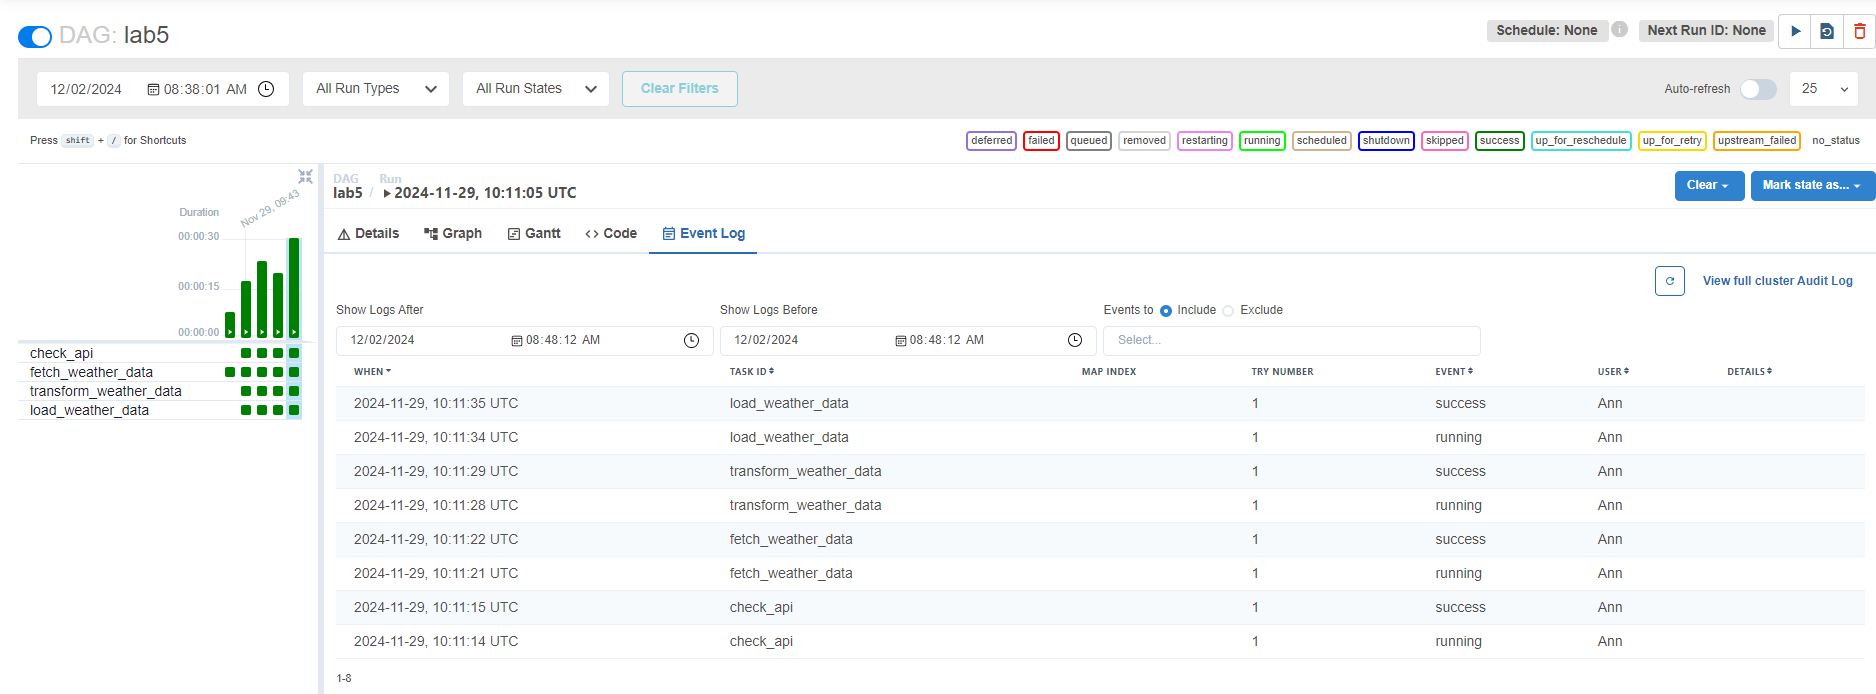 DAG: lab5
Schedule: None
Next Run ID: None
12/02/2024 08:38:01 AM
All Run Types
All Run States
Clear Filters
Auto-refresh
25
Press shift + / for Shortcuts
deferred failed queued removed restarting running scheduled shutdown skipped success up_for_reschedule up_for_retry upstream_failed no_status
Duration
Nov 29, 09:43
00:00:30
00:00:15
00:00:00
check_api
fetch_weather_data
transform_weather_data
load_weather_data
DAG Run
lab5 / 2024-11-29, 10:11:05 UTC
Clear
Mark state as...
Details Graph Gantt <> Code Event Log
View full cluster Audit Log
Show Logs After Show Logs Before Events to Include Exclude
12/02/2024 08:48:12 AM 12/02/2024 08:48:12 AM Select...
WHEN TASK ID MAP INDEX TRY NUMBER EVENT USER DETAILS
2024-11-29, 10:11:35 UTC load_weather_data 1 success Ann
2024-11-29, 10:11:34 UTC load_weather_data 1 running Ann
2024-11-29, 10:11:29 UTC transform_weather_data 1 success Ann
2024-11-29, 10:11:28 UTC transform_weather_data 1 running Ann
2024-11-29, 10:11:22 UTC fetch_weather_data 1 success Ann
2024-11-29, 10:11:21 UTC fetch_weather_data 1 running Ann
2024-11-29, 10:11:15 UTC check_api 1 success Ann
2024-11-29, 10:11:14 UTC check_api 1 running Ann
1-8